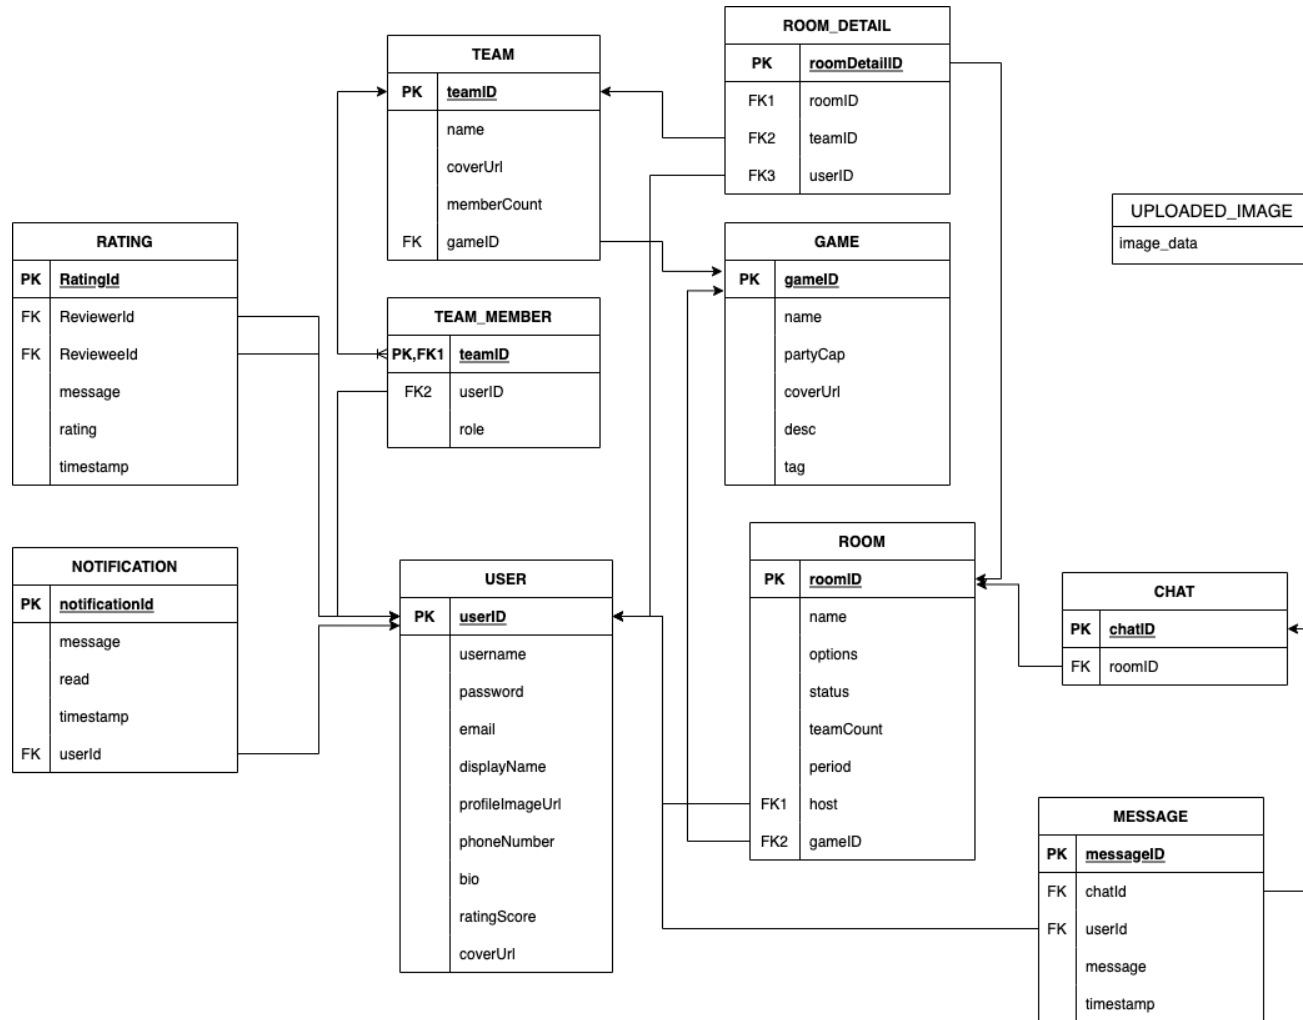 ROOM_DETAIL
PK roomDetailID
FK1 roomID
FK2 teamID
FK3 userID
TEAM
PK teamID
name
coverUrl
memberCount
FK gameID
UPLOADED_IMAGE
image_data
RATING
PK RatingId
FK ReviewerId
FK RevieweeId
message
rating
timestamp
GAME
PK gameID
name
partyCap
coverUrl
desc
tag
TEAM_MEMBER
PK,FK1 teamID
FK2 userID
role
NOTIFICATION
PK notificationId
message
read
timestamp
FK userId
USER
PK userID
username
password
email
displayName
profileImageUrl
phoneNumber
bio
ratingScore
coverUrl
ROOM
PK roomID
name
options
status
teamCount
period
FK1 host
FK2 gameID
CHAT
PK chatID
FK roomID
MESSAGE
PK messageID
FK chatId
FK userId
message
timestamp